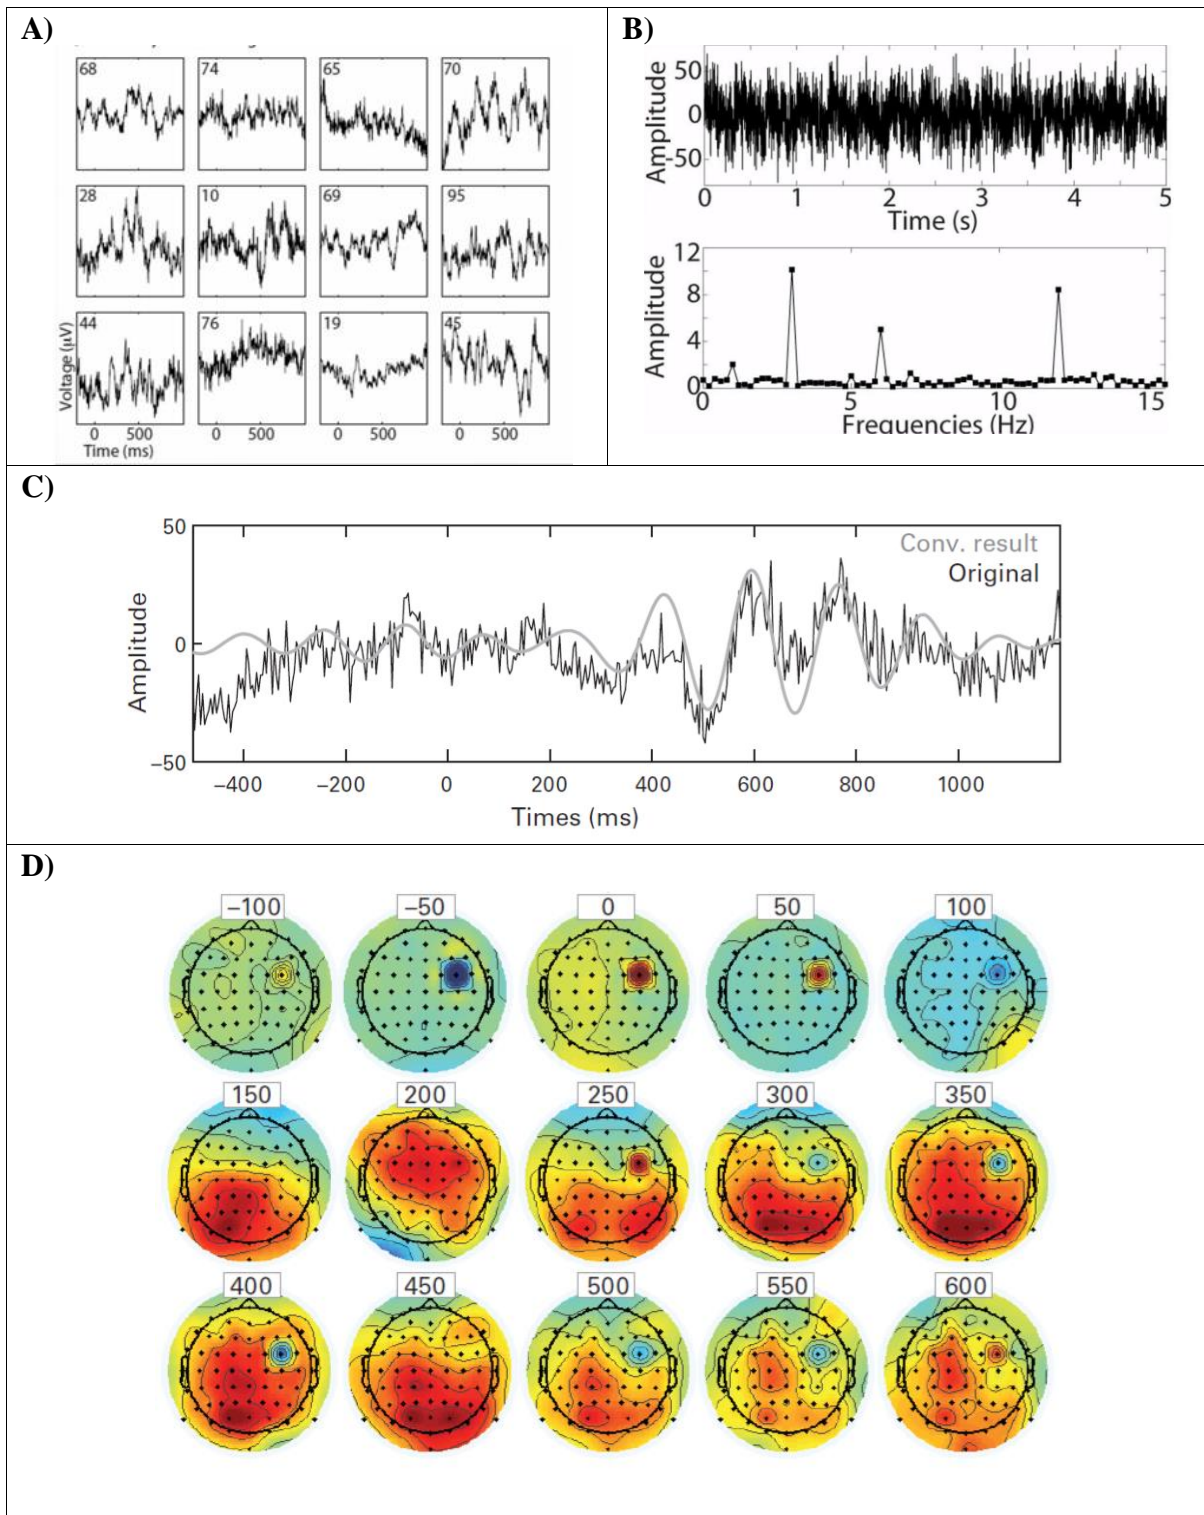 A)
68 74 65 70
28 10 69 95
44 76 19 45
Voltage (µV)
0 500 0 500 0 500 0 500
Time (ms)
B)
Amplitude
50
0
-50
0 1 2 3 4 5
Time (s)
Amplitude
12
8
4
0
0 5 10 15
Frequencies (Hz)
C)
50
0
−50
Amplitude
Conv. result
Original
−400 −200 0 200 400 600 800 1000
Times (ms)
D)
−100 −50 0 50 100
150 200 250 300 350
400 450 500 550 600